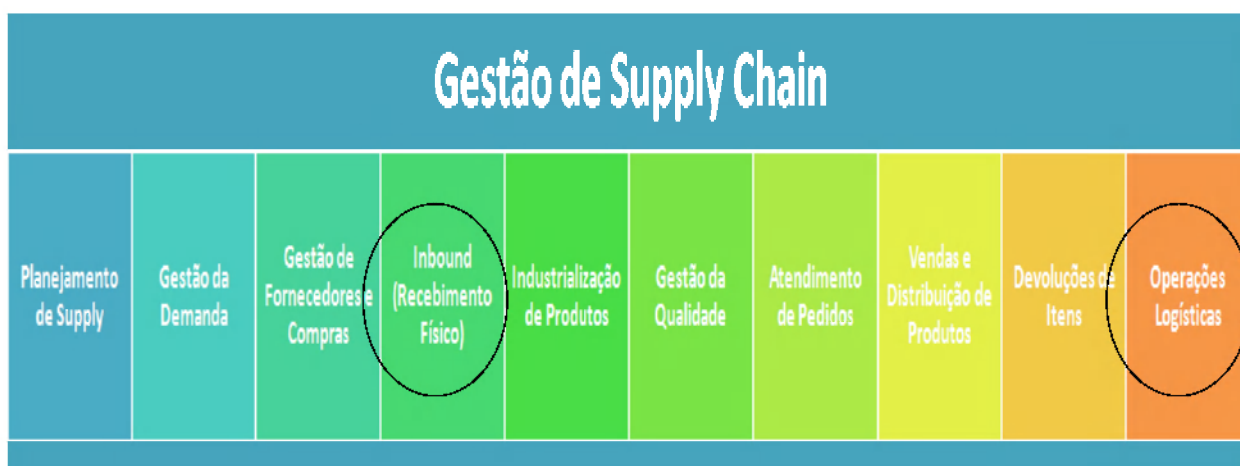 Gestão de Supply Chain
Planejamento
de Supply
Gestão da
Demanda
Gestão de
Fornecedores e
Compras
Inbound
(Recebimento
Físico)
Industrialização
de Produtos
Gestão da
Qualidade
Atendimento
de Pedidos
Vendas e
Distribuição de
Produtos
Devoluções de
Itens
Operações
Logísticas